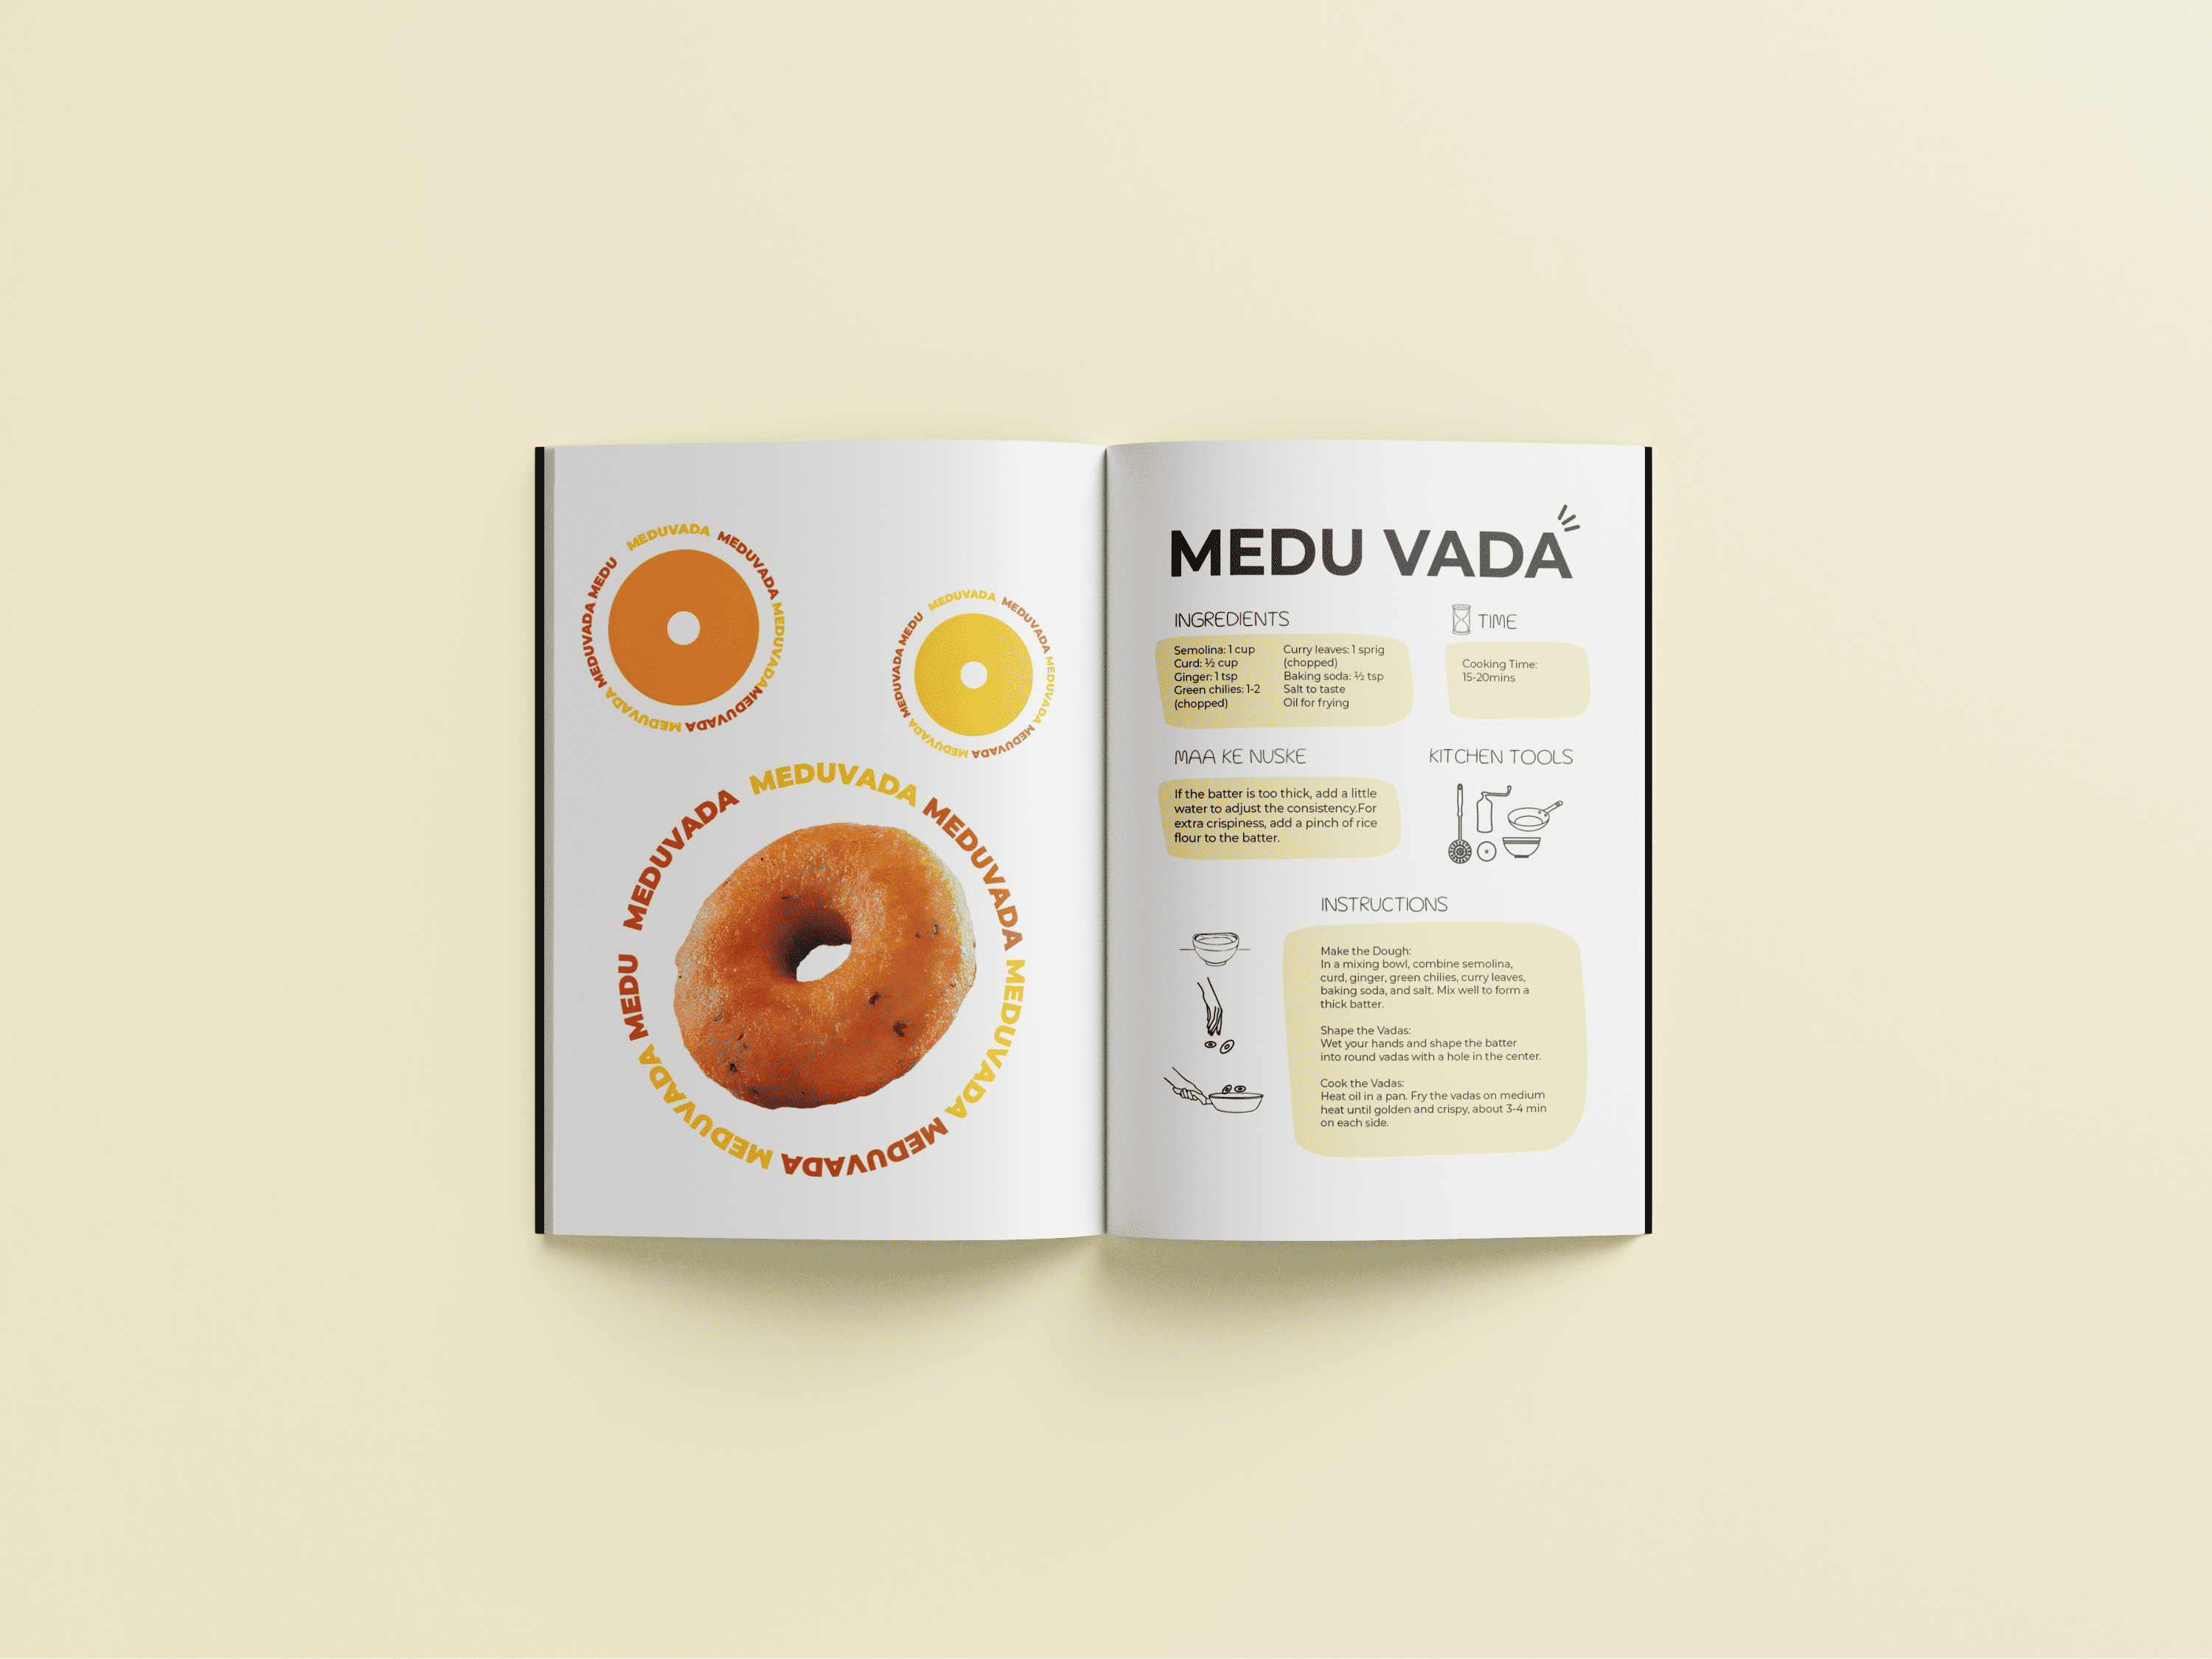 MEDUVADA MEDUVADA MEDUVADA MEDUVADA MEDUVADA MEDUVADA MEDU
MEDUVADA MEDUVADA MEDUVADA MEDUVADA MEDUVADA MEDUVADA MEDU
MEDUVADA MEDUVADA MEDUVADA MEDUVADA MEDUVADA MEDU MEDUVADA
MEDU VADA
INGREDIENTS
Semolina: 1 cup
Curd: ½ cup
Ginger: 1 tsp
Green chilies: 1-2
(chopped)
Curry leaves: 1 sprig
(chopped)
Baking soda: ½ tsp
Salt to taste
Oil for frying
TIME
Cooking Time:
15-20mins
MAA KE NUSKE
If the batter is too thick, add a little
water to adjust the consistency.For
extra crispiness, add a pinch of rice
flour to the batter.
KITCHEN TOOLS
INSTRUCTIONS
Make the Dough:
In a mixing bowl, combine semolina,
curd, ginger, green chilies, curry leaves,
baking soda, and salt. Mix well to form a
thick batter.
Shape the Vadas:
Wet your hands and shape the batter
into round vadas with a hole in the center.
Cook the Vadas:
Heat oil in a pan. Fry the vadas on medium
heat until golden and crispy, about 3-4 min
on each side.